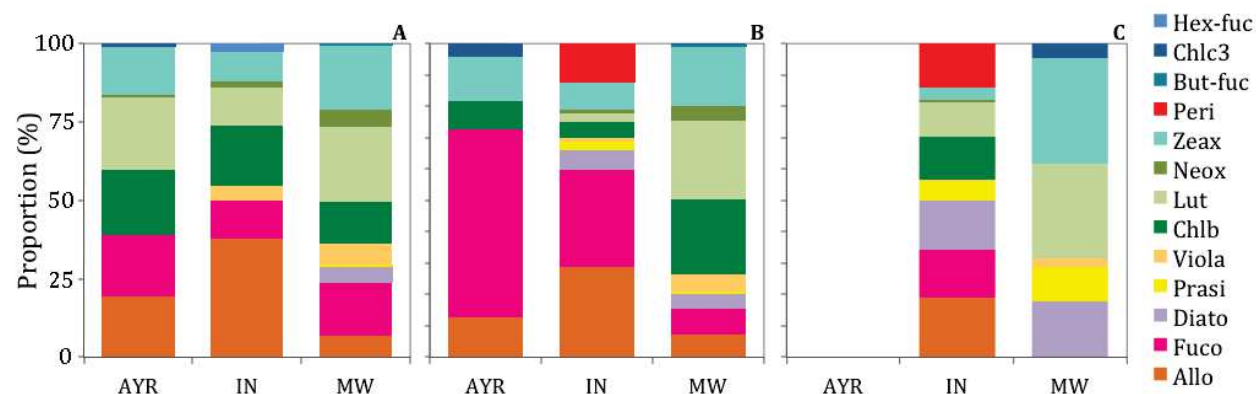 A
B
C
Proportion (%)
100
75
50
25
0
AYR IN MW
AYR IN MW
AYR IN MW
Hex-fuc
Chlc3
But-fuc
Peri
Zeax
Neox
Lut
Chlb
Viola
Prasi
Diato
Fuco
Allo